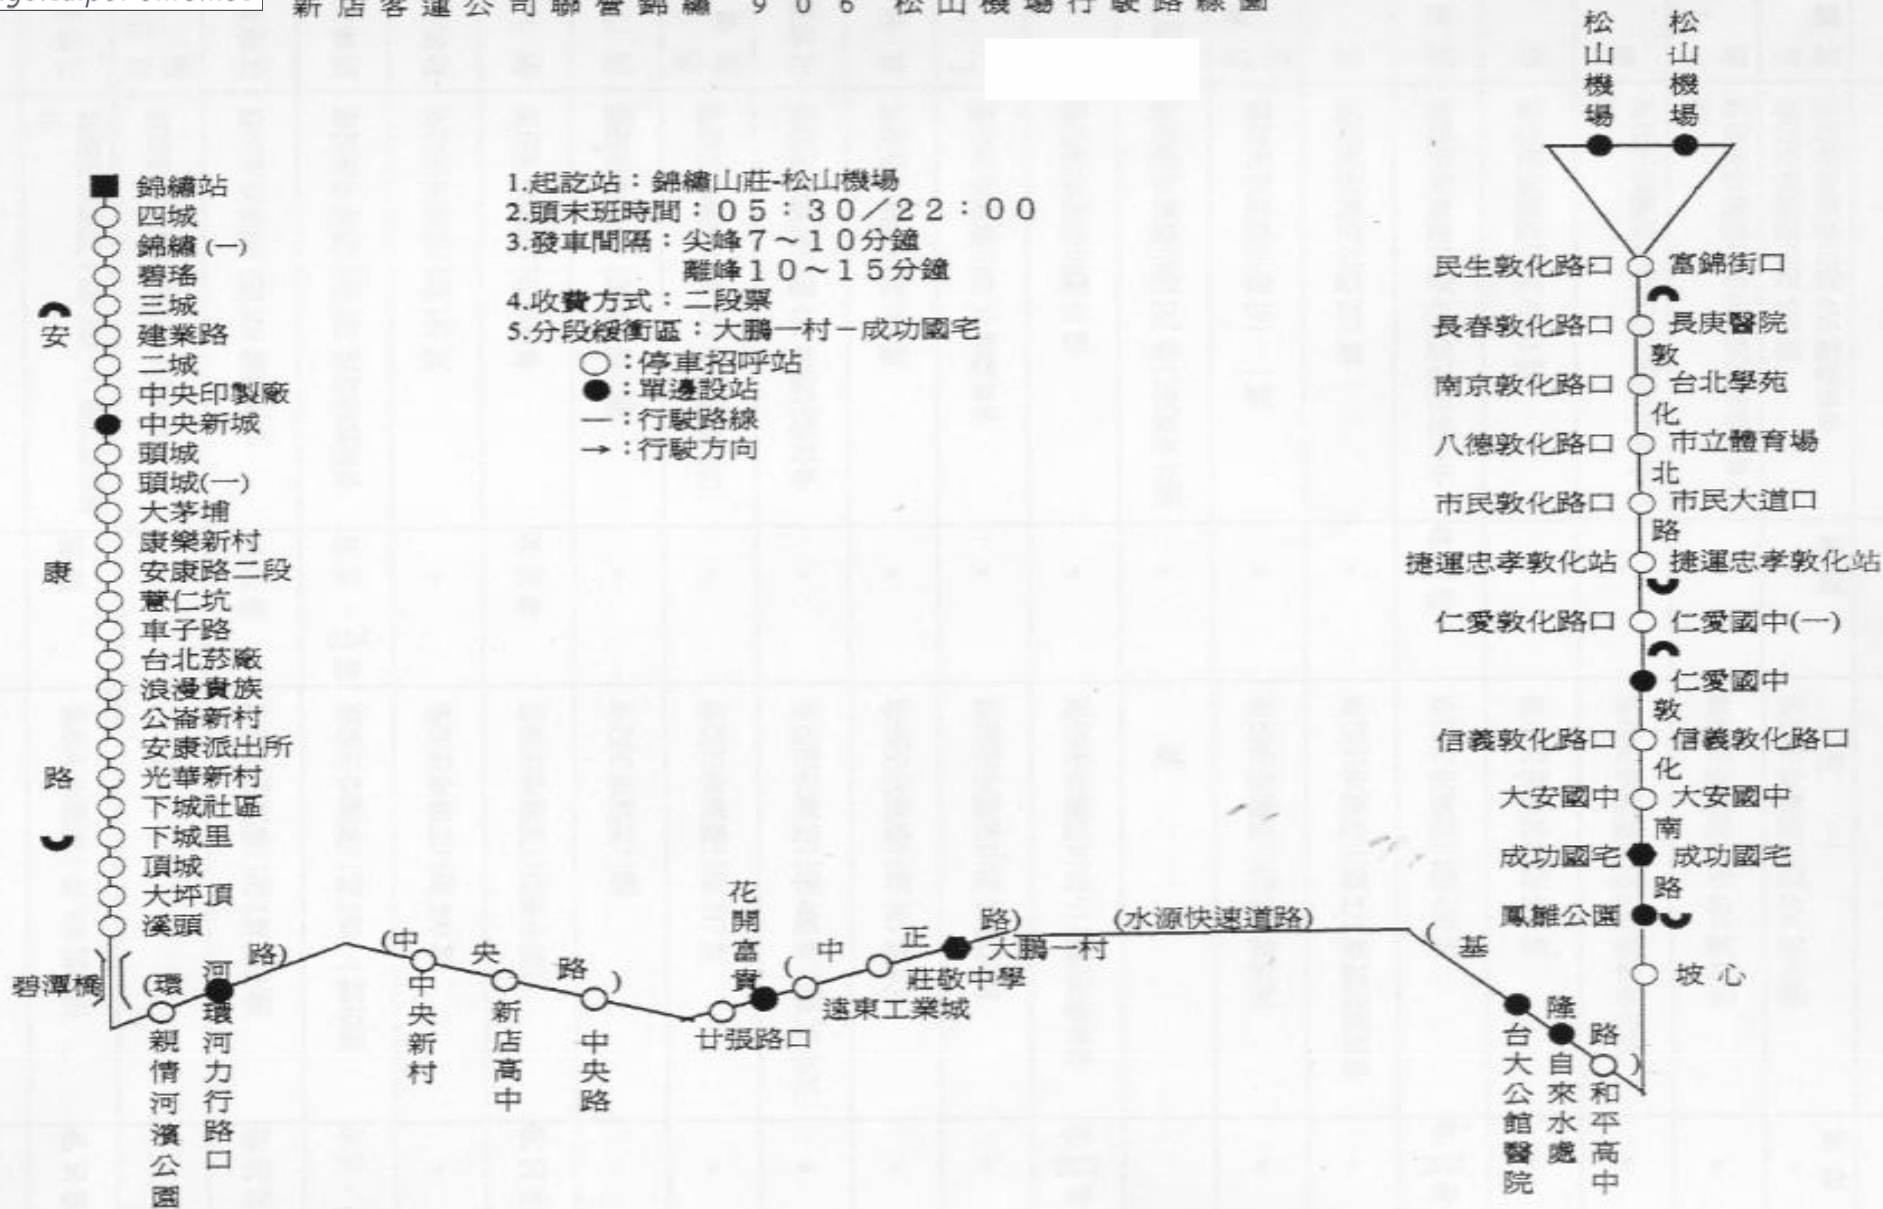 新店客運公司聯營錦繡 906 松山機場行駛路線圖
松山機場
松山機場
1.起訖站：錦繡山莊-松山機場
2.頭末班時間：05：30／22：00
3.發車間隔：尖峰7～10分鐘
離峰10～15分鐘
4.收費方式：二段票
5.分段緩衝區：大鵬一村－成功國宅
○：停車招呼站
●：單邊設站
—：行駛路線
→：行駛方向
錦繡站
四城
錦繡(一)
碧瑤
三城
建業路
二城
中央印製廠
中央新城
頭城
頭城(一)
大茅埔
康樂新村
安康路二段
薏仁坑
車子路
台北菸廠
浪漫貴族
公崙新村
安康派出所
光華新村
下城社區
下城里
頂城
大坪頂
溪頭
(安康路)
碧潭橋
(環河路)
親情河濱公園
環河力行路口
(中央路)
中央新村
新店高中
中央路
廿張路口
花開富貴
(中正路)
遠東工業城
莊敬中學
大鵬一村
(水源快速道路)
(基隆路)
台大公館醫院
自來水處
和平高中
民生敦化路口 富錦街口
長春敦化路口 長庚醫院
南京敦化路口 台北學苑
八德敦化路口 市立體育場
市民敦化路口 市民大道口
捷運忠孝敦化站 捷運忠孝敦化站
仁愛敦化路口 仁愛國中(一)
(敦化北路)
仁愛國中
信義敦化路口 信義敦化路口
大安國中 大安國中
成功國宅 成功國宅
鳳雛公園
(敦化南路)
坡心